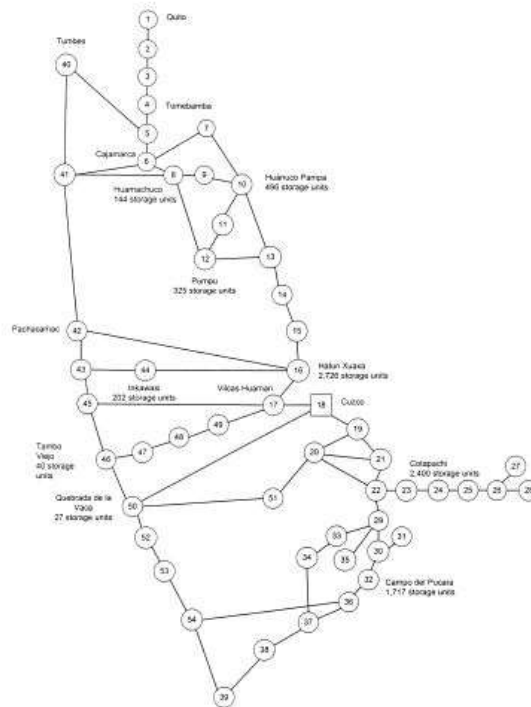 1
Quito
2
Tumbes
3
40
4
Tomebamba
5
7
Cajamarca
6
41
8
9
10
Huánuco Pampa
496 storage units
Huamachuco
144 storage units
11
12
13
Pumpu
325 storage units
14
15
Pachacamac
42
16
Hatun Xauxa
2,726 storage units
43
44
Inkawasi
202 storage units
Vilcas Huaman
45
17
18
Cuzco
49
19
48
Tambo
Viejo
40 storage
units
46
47
20
21
Cotapachi
2,400 storage units
27
Quebrada de la
Vaca
27 storage units
50
51
22
23
24
25
26
28
52
29
33
31
53
34
35
30
32
Campo del Pucara
1,717 storage units
36
54
37
38
39